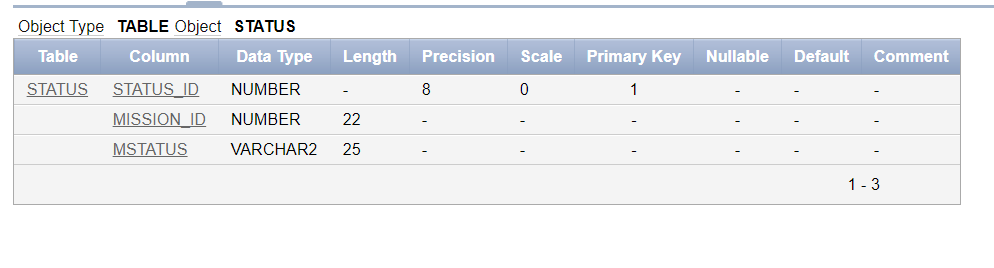 Object Type TABLE Object STATUS
Table Column Data Type Length Precision Scale Primary Key Nullable Default Comment
STATUS STATUS_ID NUMBER - 8 0 1 - - -
MISSION_ID NUMBER 22 - - - - - -
MSTATUS VARCHAR2 25 - - - - - -
1 - 3